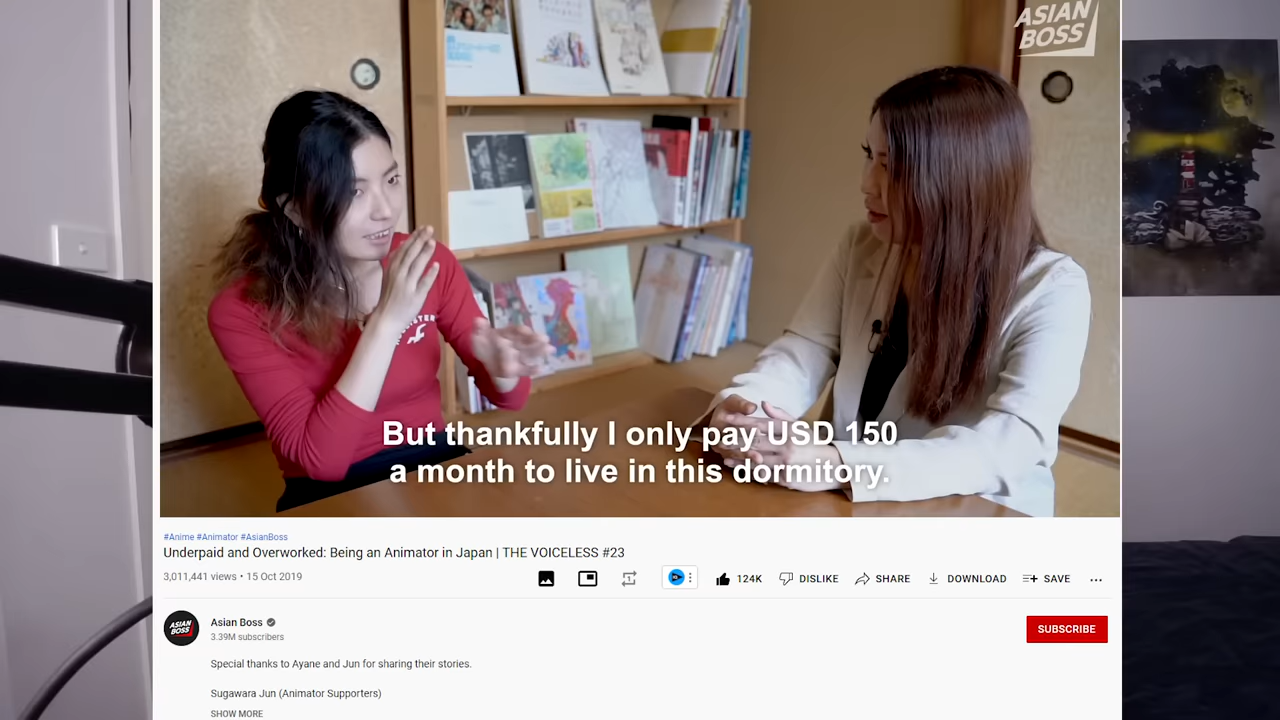 ASIAN
BOSS
But thankfully I only pay USD 150
a month to live in this dormitory.
#Anime #Animator #AsianBoss
Underpaid and Overworked: Being an Animator in Japan | THE VOICELESS #23
3,011,441 views • 15 Oct 2019
124K
DISLIKE
SHARE
DOWNLOAD
SAVE
ASIAN
BOSS
Asian Boss
3.39M subscribers
SUBSCRIBE
Special thanks to Ayane and Jun for sharing their stories.
Sugawara Jun (Animator Supporters)
SHOW MORE